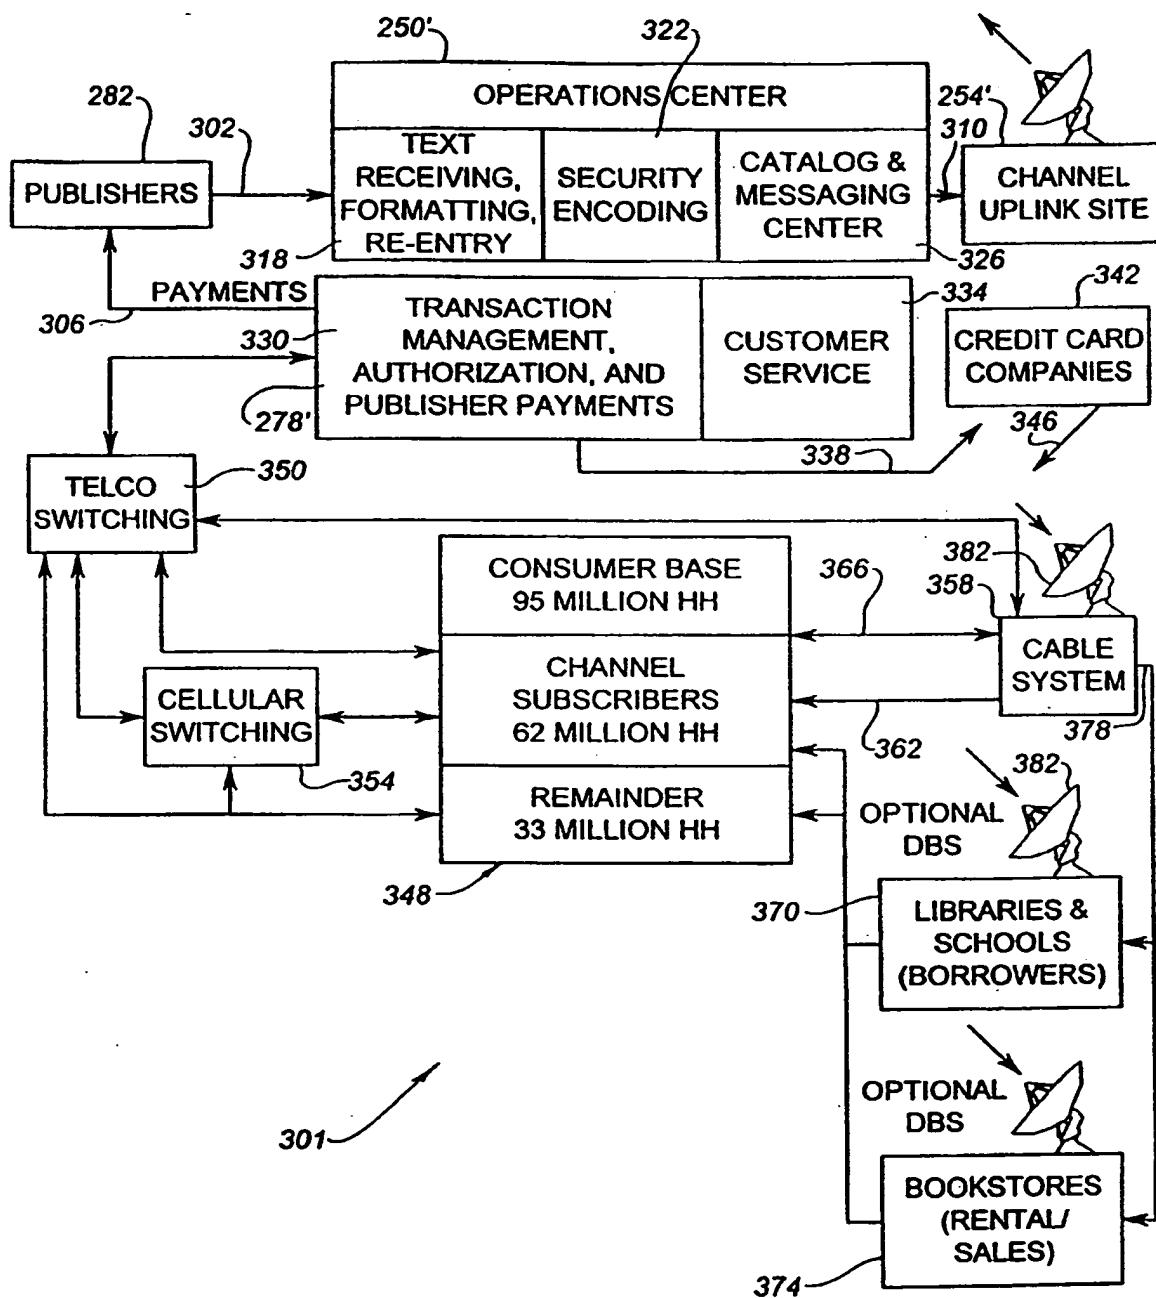 250'
322
282
302
OPERATIONS CENTER
254'
310
PUBLISHERS
TEXT
RECEIVING,
FORMATTING,
RE-ENTRY
318
SECURITY
ENCODING
CATALOG &
MESSAGING
CENTER
326
CHANNEL
UPLINK SITE
PAYMENTS
306
330
TRANSACTION
MANAGEMENT,
AUTHORIZATION, AND
PUBLISHER PAYMENTS
278'
334
CUSTOMER
SERVICE
342
CREDIT CARD
COMPANIES
346
338
350
TELCO
SWITCHING
CONSUMER BASE
95 MILLION HH
366
382
358
CHANNEL
SUBSCRIBERS
62 MILLION HH
CABLE
SYSTEM
378
362
CELLULAR
SWITCHING
354
REMAINDER
33 MILLION HH
348
382
OPTIONAL
DBS
370
LIBRARIES &
SCHOOLS
(BORROWERS)
301
OPTIONAL
DBS
BOOKSTORES
(RENTAL/
SALES)
374